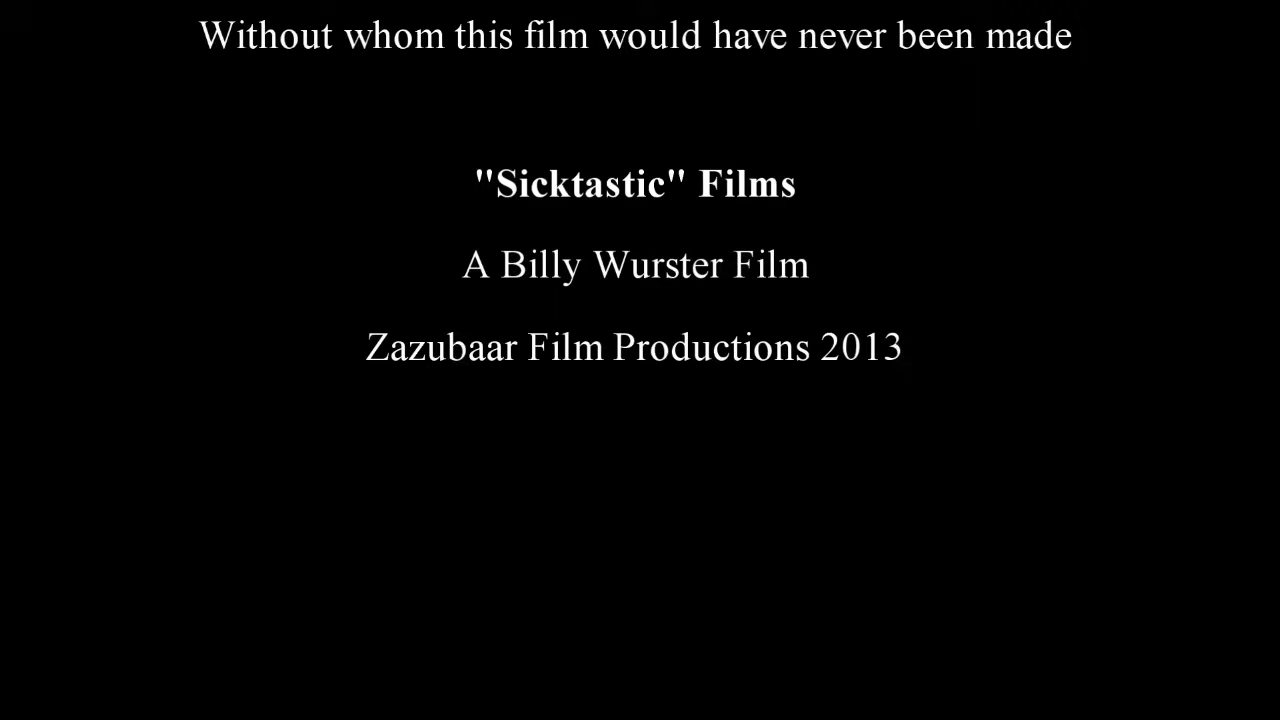 Without whom this film would have never been made
"Sicktastic" Films
A Billy Wurster Film
Zazubaar Film Productions 2013